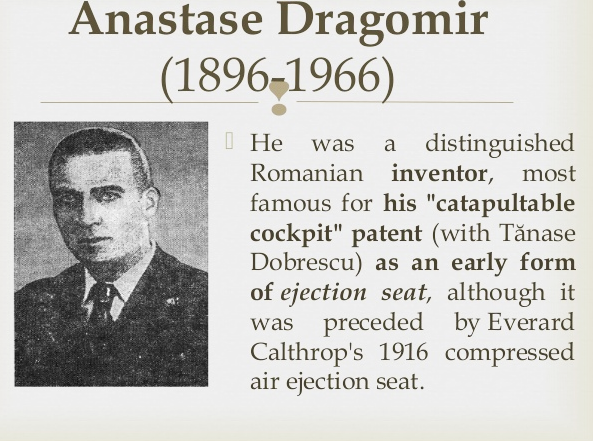 Anastase Dragomir
(1896-1966)
He was a distinguished
Romanian inventor, most
famous for his "catapultable
cockpit" patent (with Tănase
Dobrescu) as an early form
of ejection seat, although it
was preceded by Everard
Calthrop's 1916 compressed
air ejection seat.